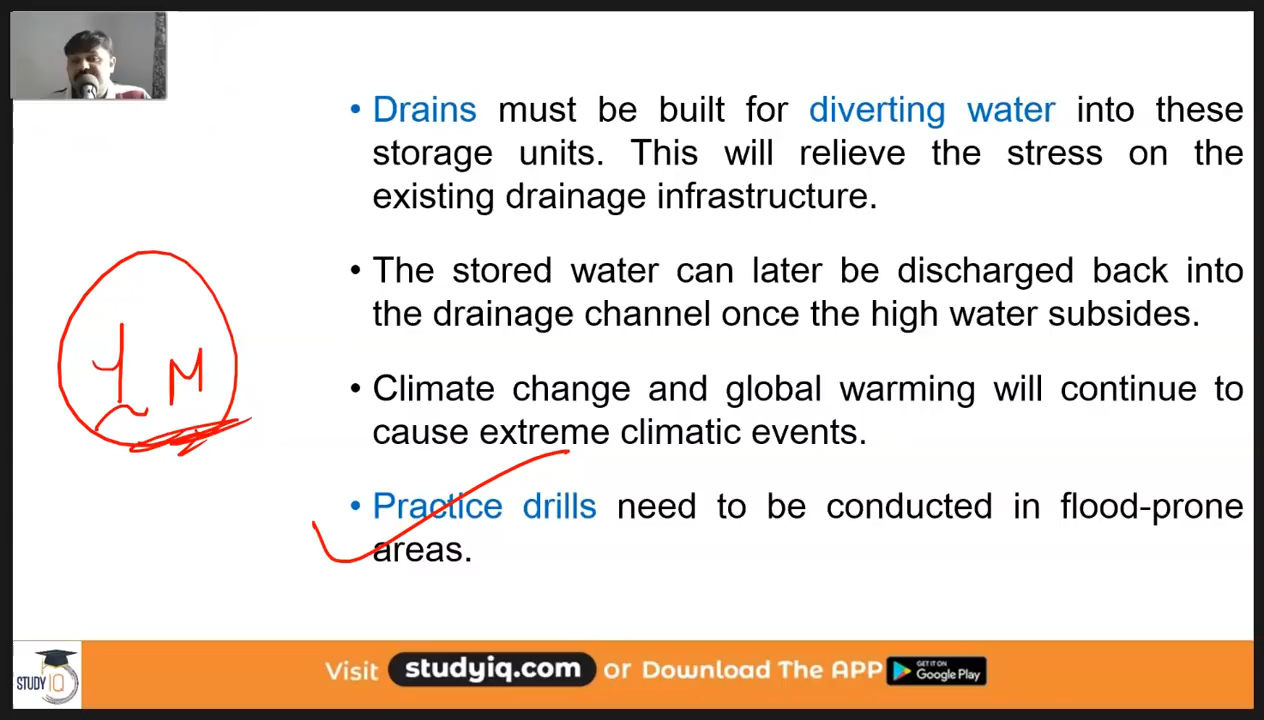 • Drains must be built for diverting water into these
storage units. This will relieve the stress on the
existing drainage infrastructure.
• The stored water can later be discharged back into
the drainage channel once the high water subsides.
• Climate change and global warming will continue to
cause extreme climatic events.
• Practice drills need to be conducted in flood-prone
areas.
M
STUDY IQ
Visit studyiq.com or Download The APP GET IT ON Google Play